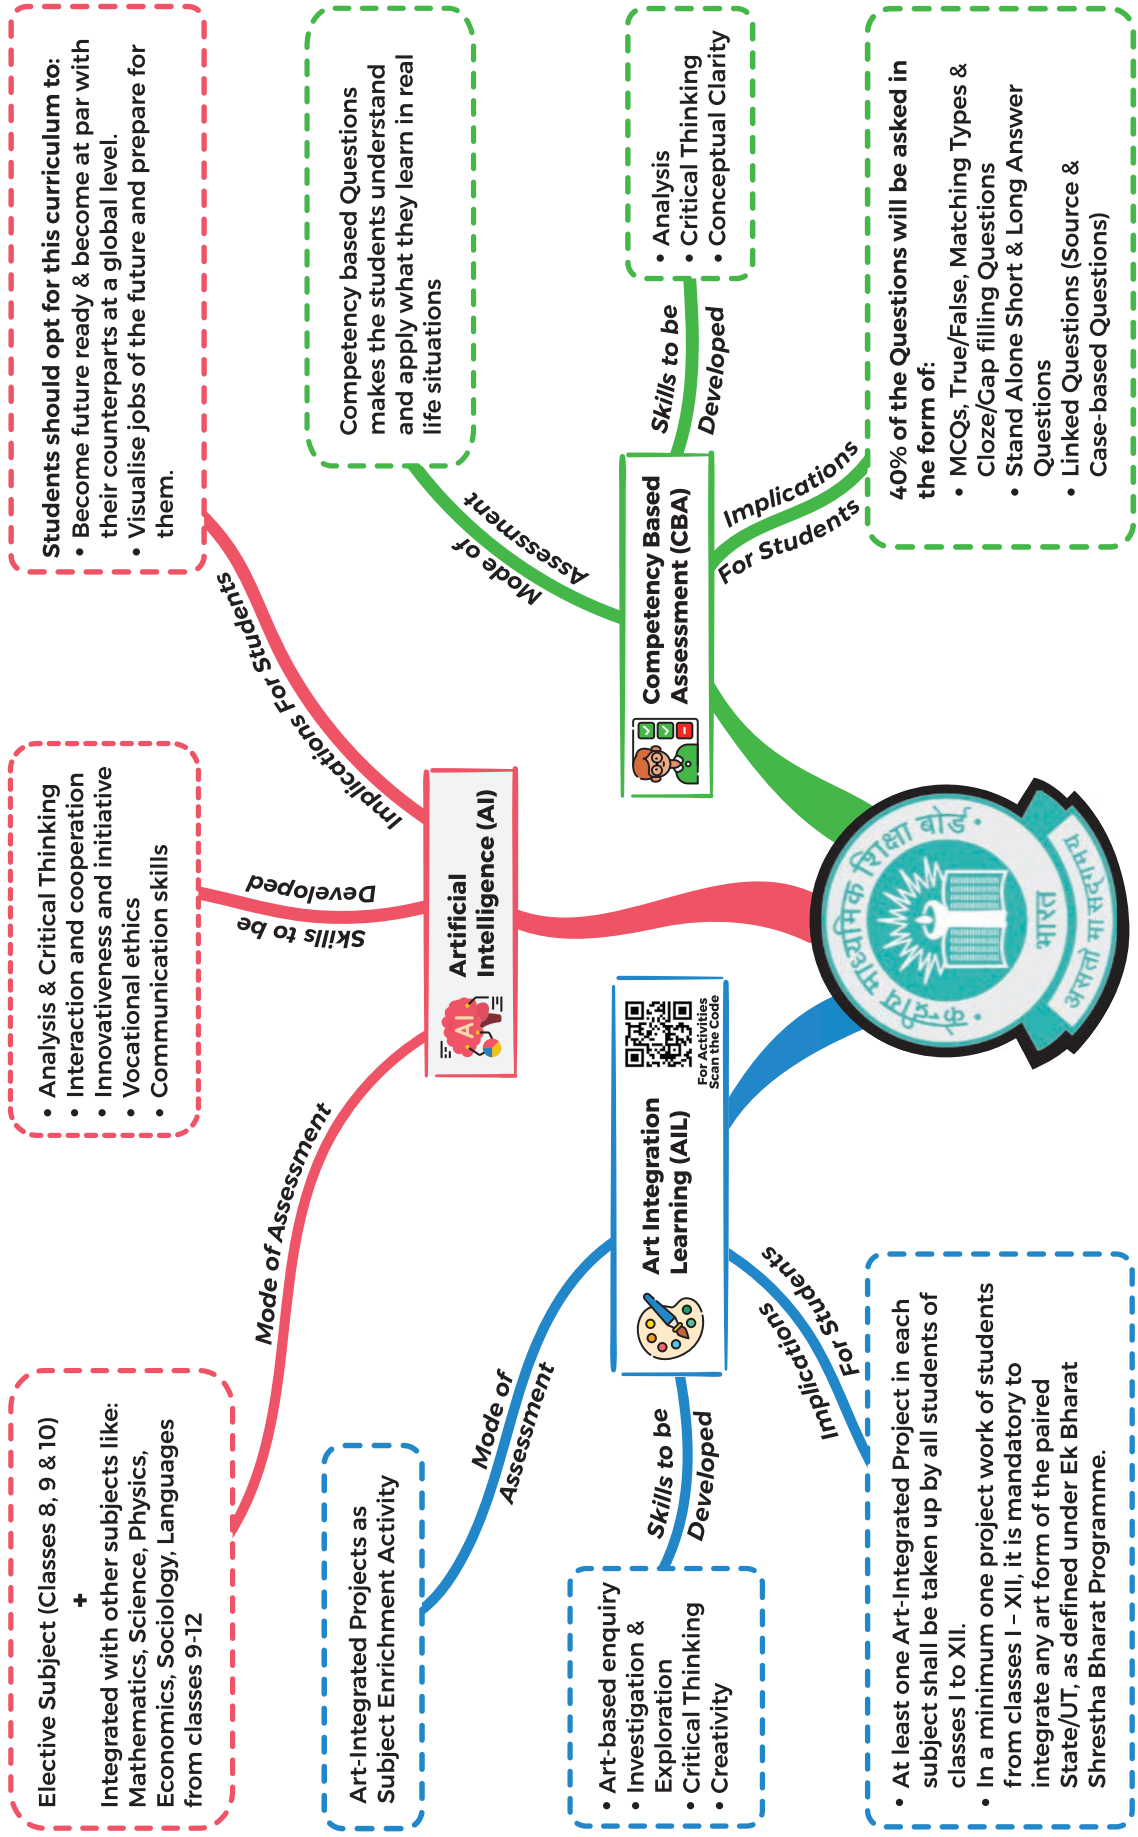 Elective Subject (Classes 8, 9 & 10)
+
Integrated with other subjects like:
Mathematics, Science, Physics,
Economics, Sociology, Languages
from classes 9-12
Mode of Assessment
• Analysis & Critical Thinking
• Interaction and cooperation
• Innovativeness and initiative
• Vocational ethics
• Communication skills
Skills to be
Developed
Students should opt for this curriculum to:
• Become future ready & become at par with
their counterparts at a global level.
• Visualise jobs of the future and prepare for
them.
Implications For Students
AI
Artificial
Intelligence (AI)
Art-Integrated Projects as
Subject Enrichment Activity
Mode of
Assessment
• Art-based enquiry
• Investigation &
Exploration
• Critical Thinking
• Creativity
Skills to be
Developed
Art Integration
Learning (AIL)
For Activities
Scan the Code
Implications
For Students
• At least one Art-Integrated Project in each
subject shall be taken up by all students of
classes I to XII.
• In a minimum one project work of students
from classes I – XII, it is mandatory to
integrate any art form of the paired
State/UT, as defined under Ek Bharat
Shrestha Bharat Programme.
Competency based Questions
makes the students understand
and apply what they learn in real
life situations
Mode of
Assessment
Competency Based
Assessment (CBA)
Skills to be
Developed
• Analysis
• Critical Thinking
• Conceptual Clarity
Implications
For Students
40% of the Questions will be asked in
the form of:
• MCQs, True/False, Matching Types &
Cloze/Gap filling Questions
• Stand Alone Short & Long Answer
Questions
• Linked Questions (Source &
Case-based Questions)
केन्द्रीय माध्यमिक शिक्षा बोर्ड
भारत
असतो मा सद्गमय